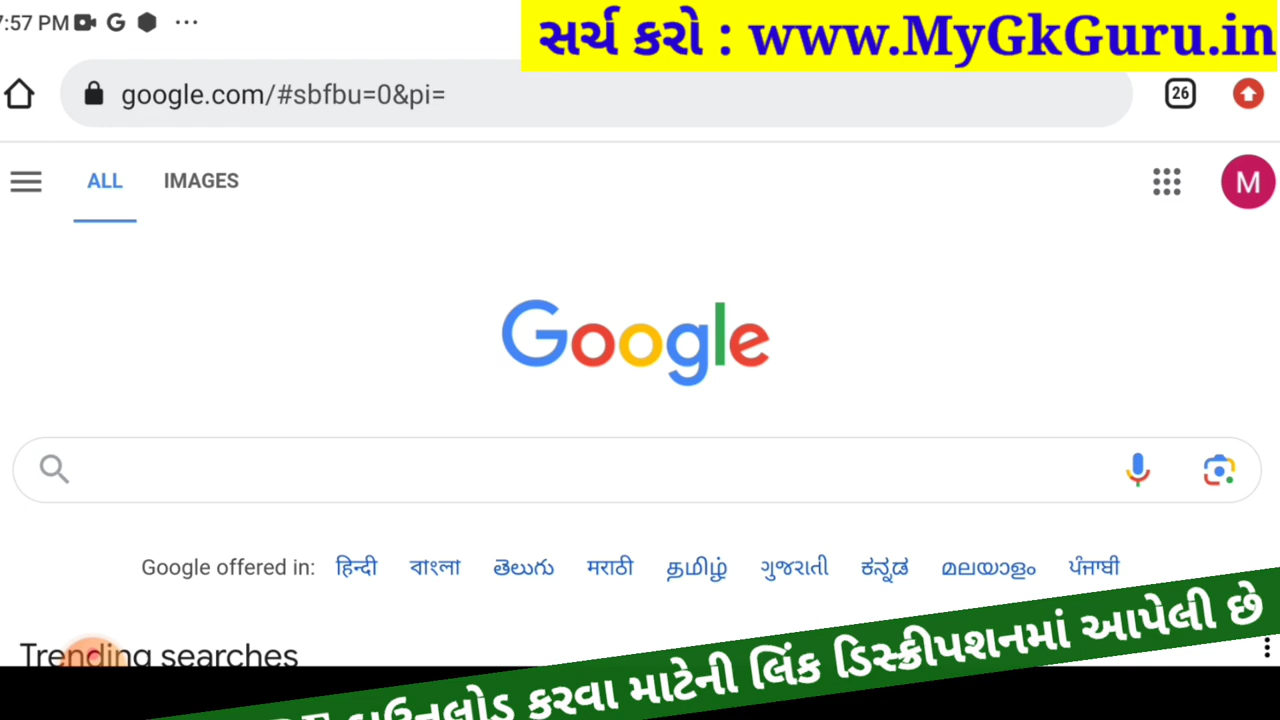 :57 PM
સર્ચ કરો : www.MyGkGuru.in
google.com/#sbfbu=0&pi=
26
ALL IMAGES
M
Google
Google offered in: हिन्दी বাংলা తెలుగు मराठी தமிழ் ગુજરાતી ಕನ್ನಡ മലയാളം ਪੰਜਾਬੀ
Trending searches
ડાઉનલોડ કરવા માટેની લિંક ડિસ્ક્રીપશનમાં આપેલી છે